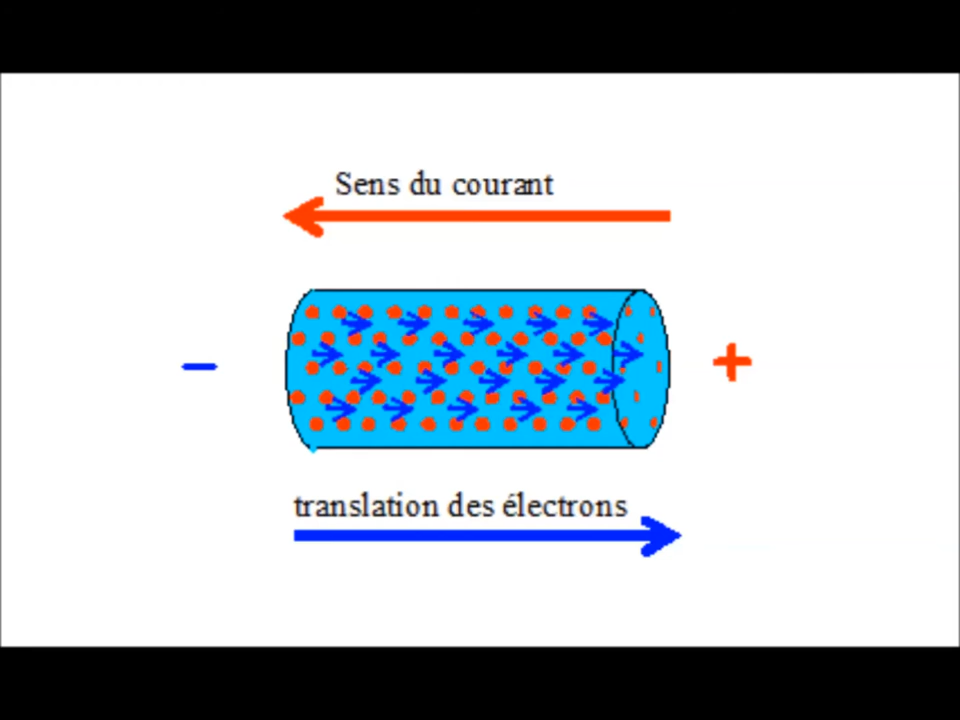 Sens du courant
− +
translation des électrons